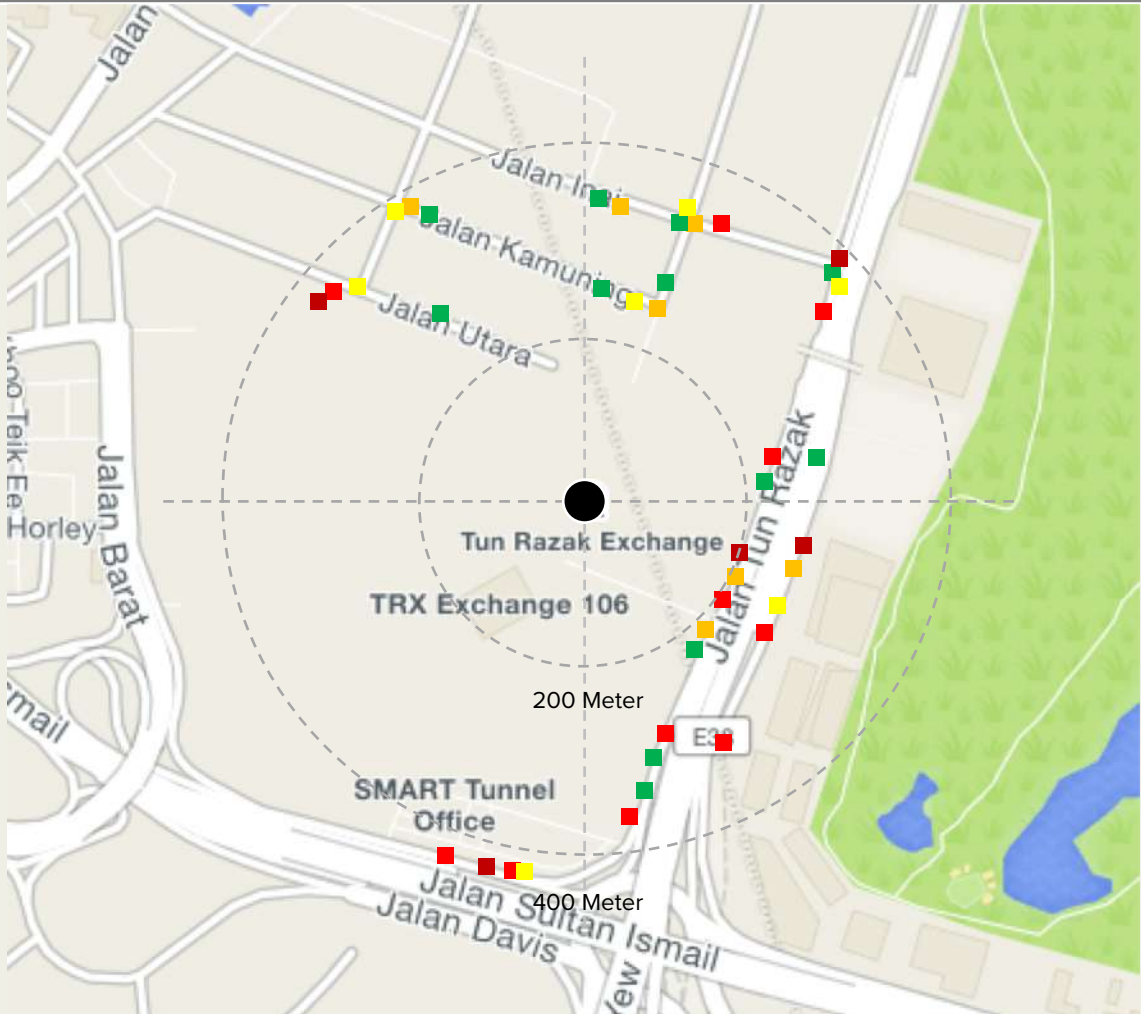 Jalan
Jalan Inai
Jalan Kamuning
Jalan Utara
Jalan Tun Razak
Jalan Barat
Horley
Tun Razak Exchange
TRX Exchange 106
200 Meter
smail
SMART Tunnel
Office
Jalan Sultan Ismail
400 Meter
Jalan Davis
Yew